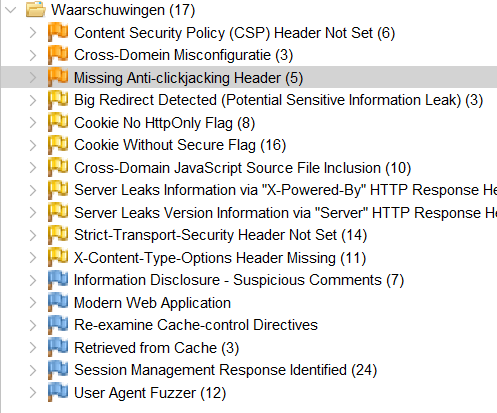 Waarschuwingen (17)
Content Security Policy (CSP) Header Not Set (6)
Cross-Domein Misconfiguratie (3)
Missing Anti-clickjacking Header (5)
Big Redirect Detected (Potential Sensitive Information Leak) (3)
Cookie No HttpOnly Flag (8)
Cookie Without Secure Flag (16)
Cross-Domain JavaScript Source File Inclusion (10)
Server Leaks Information via "X-Powered-By" HTTP Response He
Server Leaks Version Information via "Server" HTTP Response He
Strict-Transport-Security Header Not Set (14)
X-Content-Type-Options Header Missing (11)
Information Disclosure - Suspicious Comments (7)
Modern Web Application
Re-examine Cache-control Directives
Retrieved from Cache (3)
Session Management Response Identified (24)
User Agent Fuzzer (12)